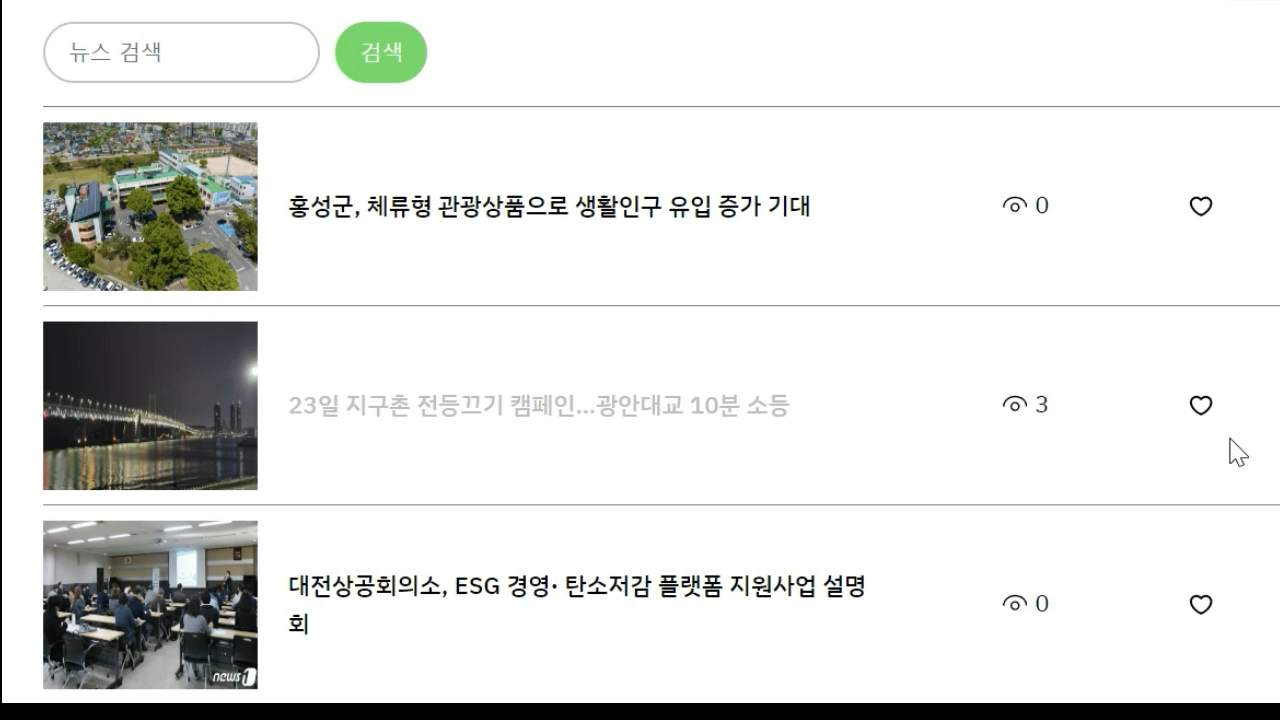 뉴스 검색
검색
홍성군, 체류형 관광상품으로 생활인구 유입 증가 기대
0
23일 지구촌 전등끄기 캠페인...광안대교 10분 소등
3
대전상공회의소, ESG 경영· 탄소저감 플랫폼 지원사업 설명
회
0
news1